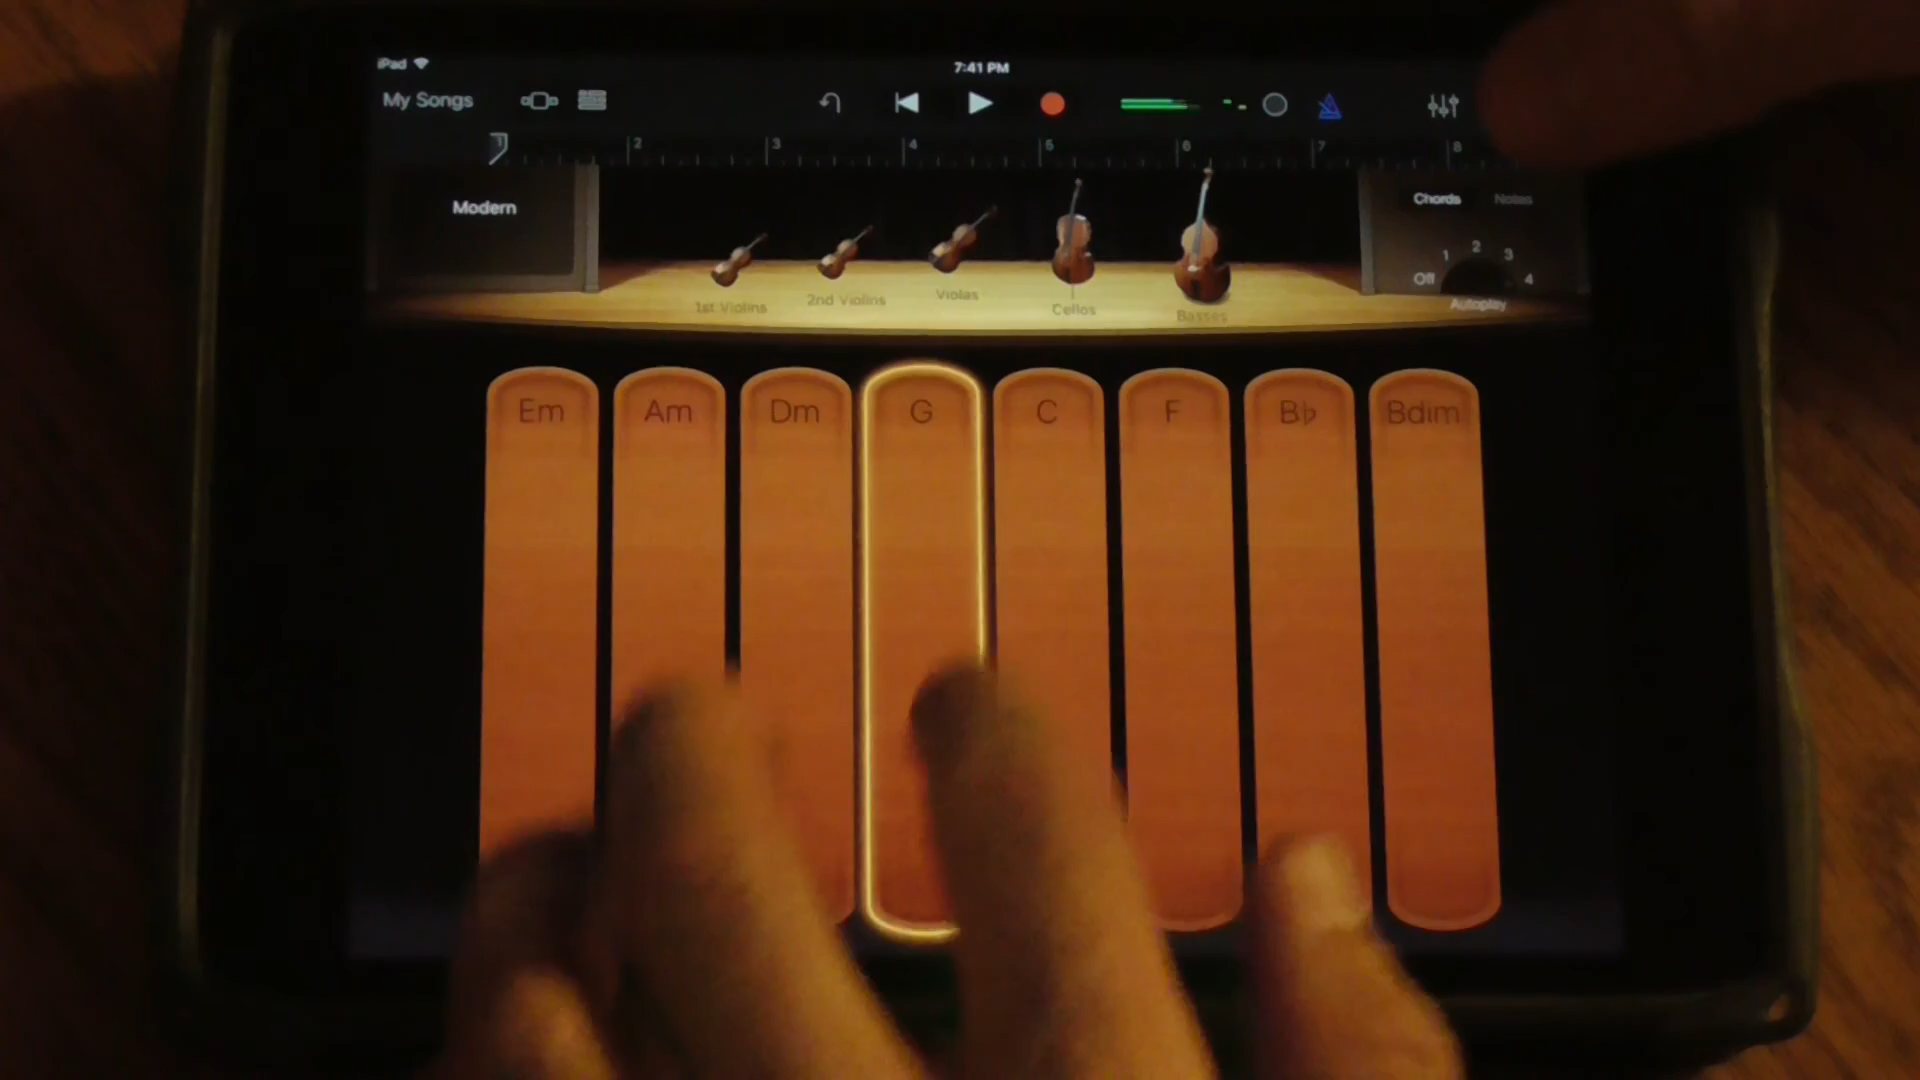 iPad
7:41 PM
My Songs
1 2 3 4 5 6 7 8
Modern
Chords Notes
1st Violins 2nd Violins Violas Cellos Basses
Off 1 2 3 4
Autoplay
Em Am Dm G C F B♭ Bdim